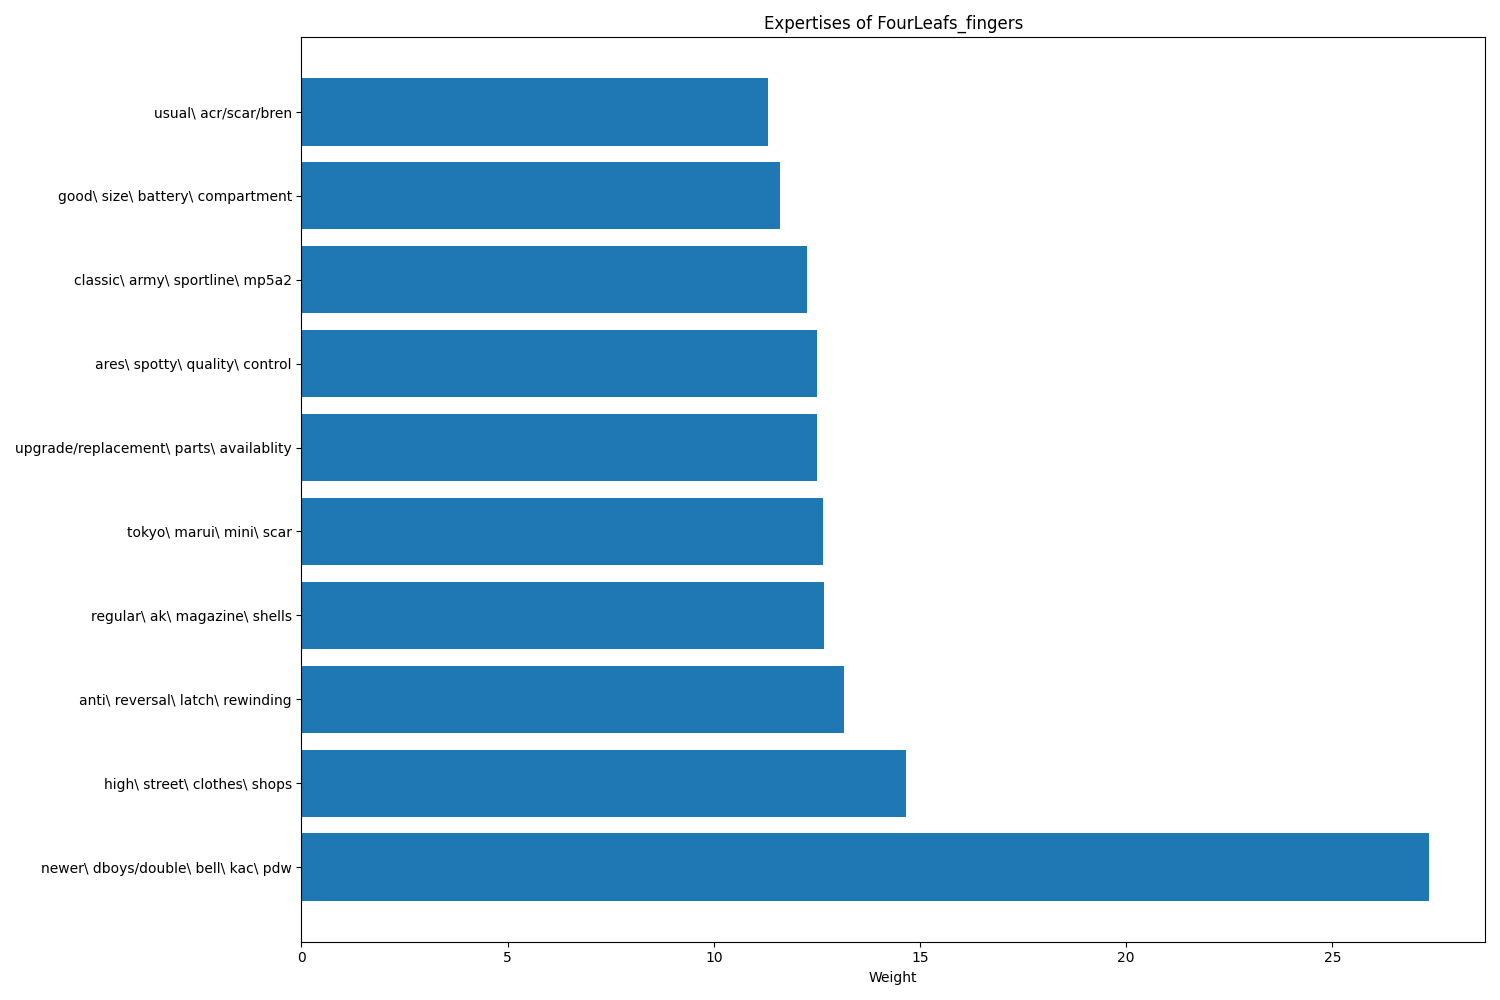 Expertises of FourLeafs_fingers
usual\ acr/scar/bren
good\ size\ battery\ compartment
classic\ army\ sportline\ mp5a2
ares\ spotty\ quality\ control
upgrade/replacement\ parts\ availablity
tokyo\ marui\ mini\ scar
regular\ ak\ magazine\ shells
anti\ reversal\ latch\ rewinding
high\ street\ clothes\ shops
newer\ dboys/double\ bell\ kac\ pdw
0 5 10 15 20 25
Weight